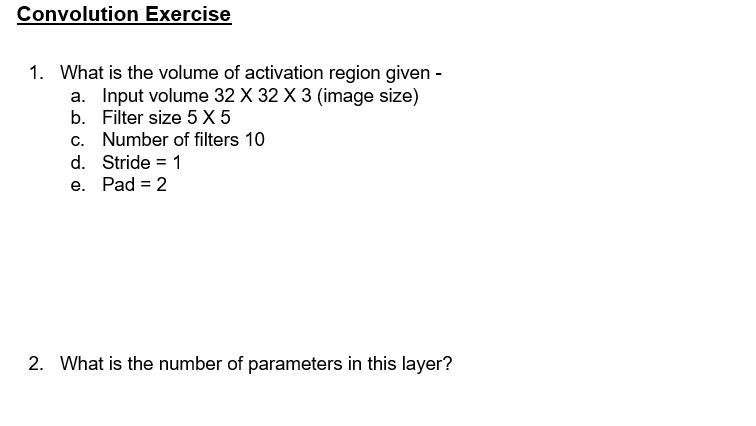 Convolution Exercise
1. What is the volume of activation region given -
a. Input volume 32 X 32 X 3 (image size)
b. Filter size 5 X 5
c. Number of filters 10
d. Stride = 1
e. Pad = 2
2. What is the number of parameters in this layer?